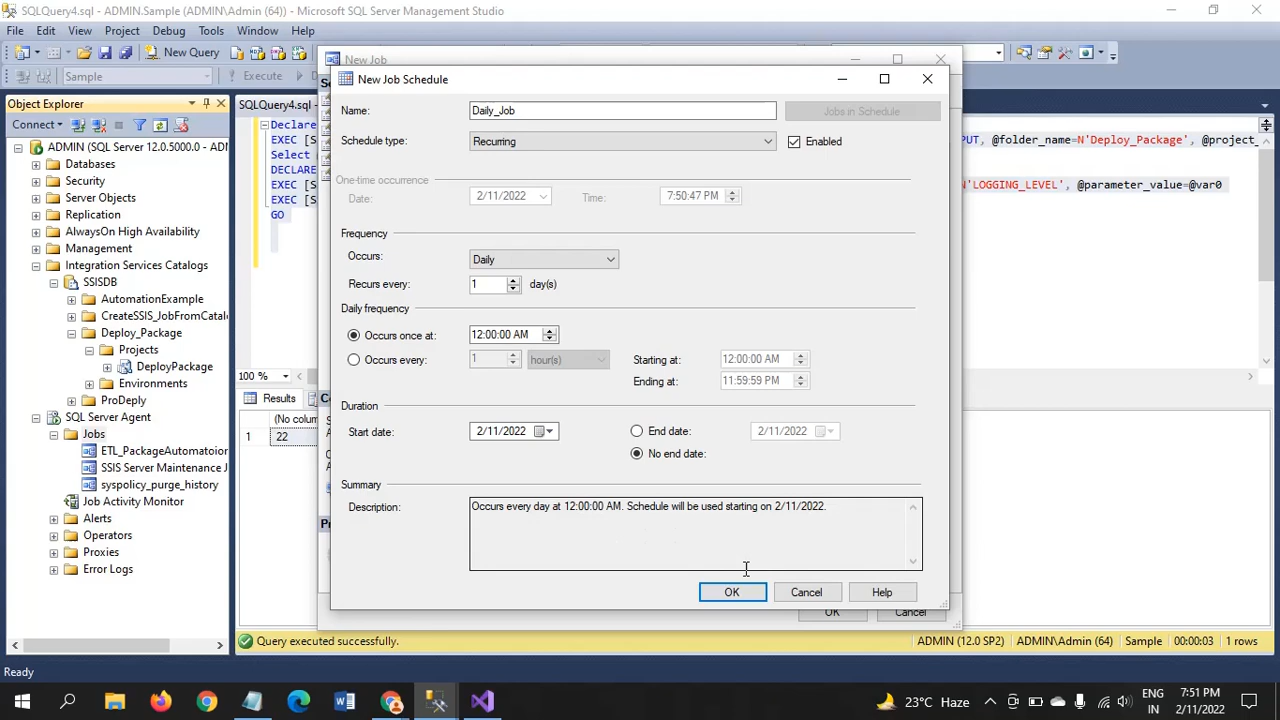 SQLQuery4.sql - ADMIN.Sample (ADMIN\Admin (64)) - Microsoft SQL Server Management Studio
File Edit View Project Debug Tools Window Help
New Query
Sample Execute
Object Explorer
Connect
ADMIN (SQL Server 12.0.5000.0 - ADM
Databases
Security
Server Objects
Replication
AlwaysOn High Availability
Management
Integration Services Catalogs
SSISDB
AutomationExample
CreateSSIS_JobFromCatal
Deploy_Package
Projects
DeployPackage
Environments
ProDeploy
SQL Server Agent
Jobs
ETL_PackageAutomatoion
SSIS Server Maintenance J
syspolicy_purge_history
Job Activity Monitor
Alerts
Operators
Proxies
Error Logs
SQLQuery4.sql
Declare
EXEC [S
Select
DECLARE
EXEC [S
EXEC [S
GO
PUT, @folder_name=N'Deploy_Package', @project_
N'LOGGING_LEVEL', @parameter_value=@var0
100 %
Results
(No colum
1 22
New Job
New Job Schedule
Name: Daily_Job Jobs in Schedule
Schedule type: Recurring Enabled
One-time occurrence
Date: 2/11/2022 Time: 7:50:47 PM
Frequency
Occurs: Daily
Recurs every: 1 day(s)
Daily frequency
Occurs once at: 12:00:00 AM
Occurs every: 1 hour(s) Starting at: 12:00:00 AM
Ending at: 11:59:59 PM
Duration
Start date: 2/11/2022 End date: 2/11/2022
No end date:
Summary
Description: Occurs every day at 12:00:00 AM. Schedule will be used starting on 2/11/2022.
OK Cancel Help
OK Cancel
Query executed successfully. ADMIN (12.0 SP2) ADMIN\Admin (64) Sample 00:00:03 1 rows
Ready
23°C Haze ENG IN 7:51 PM 2/11/2022